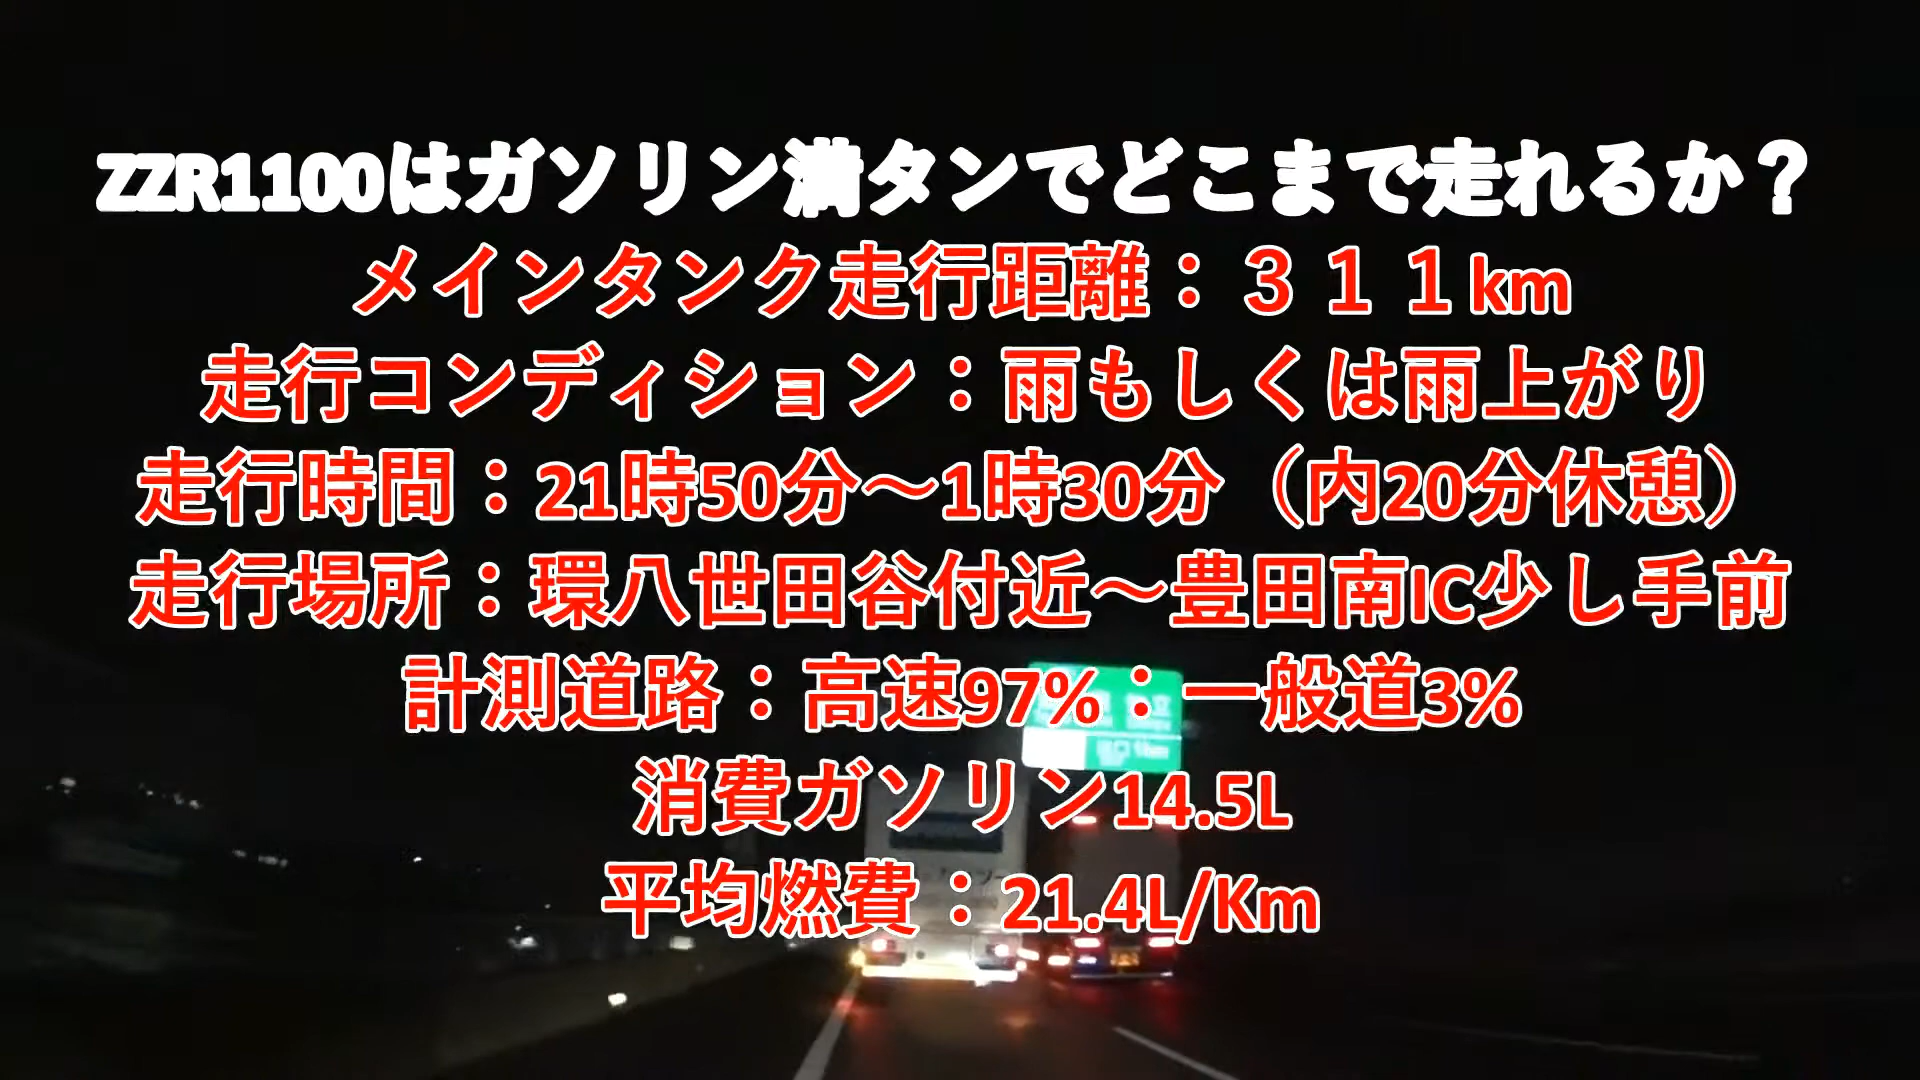 ZZR1100はガソリン満タンでどこまで走れるか？
メインタンク走行距離：３１１km
走行コンディション：雨もしくは雨上がり
走行時間：21時50分～1時30分（内20分休憩）
走行場所：環八世田谷付近～豊田南IC少し手前
計測道路：高速97%：一般道3%
消費ガソリン14.5L
平均燃費：21.4L/Km